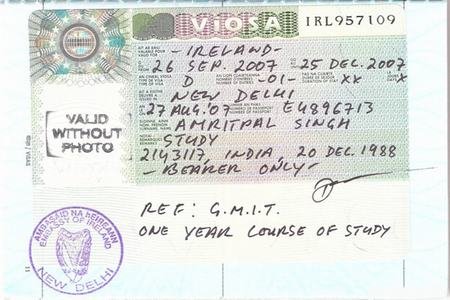 VÍOSA IRL957109
-IRELAND-
26 SEP. 2007 25 DEC. 2007
D -01- XX XX
NEW DELHI
27 AUG.'07 E4896713
AMRITPAL SINGH
STUDY
2143117, INDIA, 20 DEC. 1988
-BEARER ONLY-
VALID
WITHOUT
PHOTO
REF: G.M.I.T.
ONE YEAR COURSE OF STUDY
AMBASÁID NA hÉIREANN
EMBASSY OF IRELAND
NEW DELHI